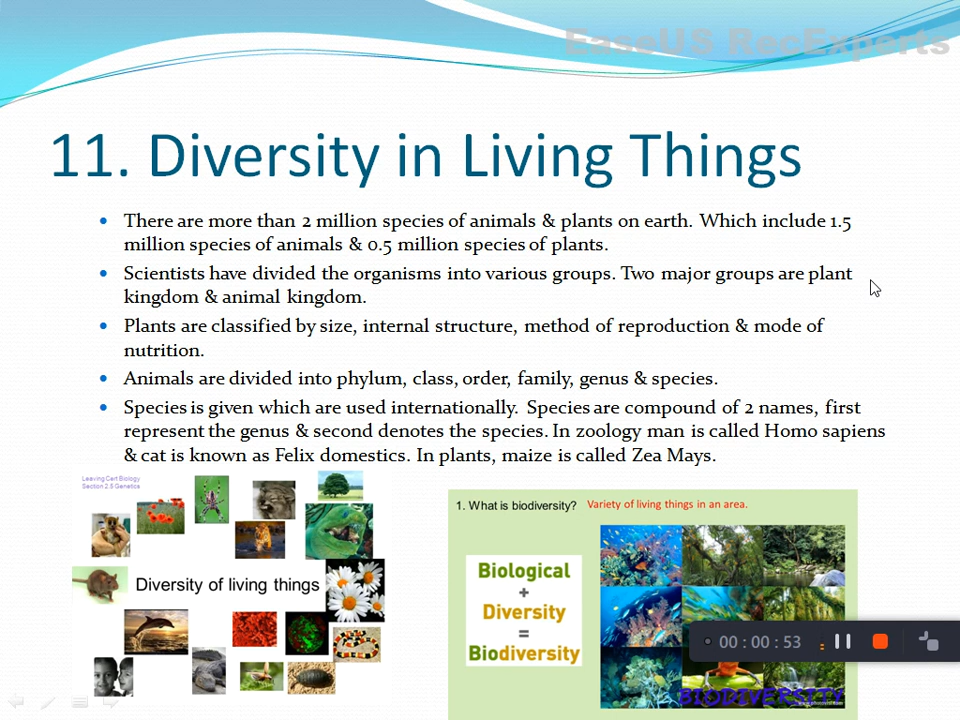 EaseUS RecExperts
11. Diversity in Living Things
There are more than 2 million species of animals & plants on earth. Which include 1.5
million species of animals & 0.5 million species of plants.
Scientists have divided the organisms into various groups. Two major groups are plant
kingdom & animal kingdom.
Plants are classified by size, internal structure, method of reproduction & mode of
nutrition.
Animals are divided into phylum, class, order, family, genus & species.
Species is given which are used internationally. Species are compound of 2 names, first
represent the genus & second denotes the species. In zoology man is called Homo sapiens
& cat is known as Felix domestics. In plants, maize is called Zea Mays.
Leaving Cert Biology
Section 2.5 Genetics
Diversity of living things
1. What is biodiversity? Variety of living things in an area.
Biological
+
Diversity
=
Biodiversity
BIODIVERSITY
00 : 00 : 53